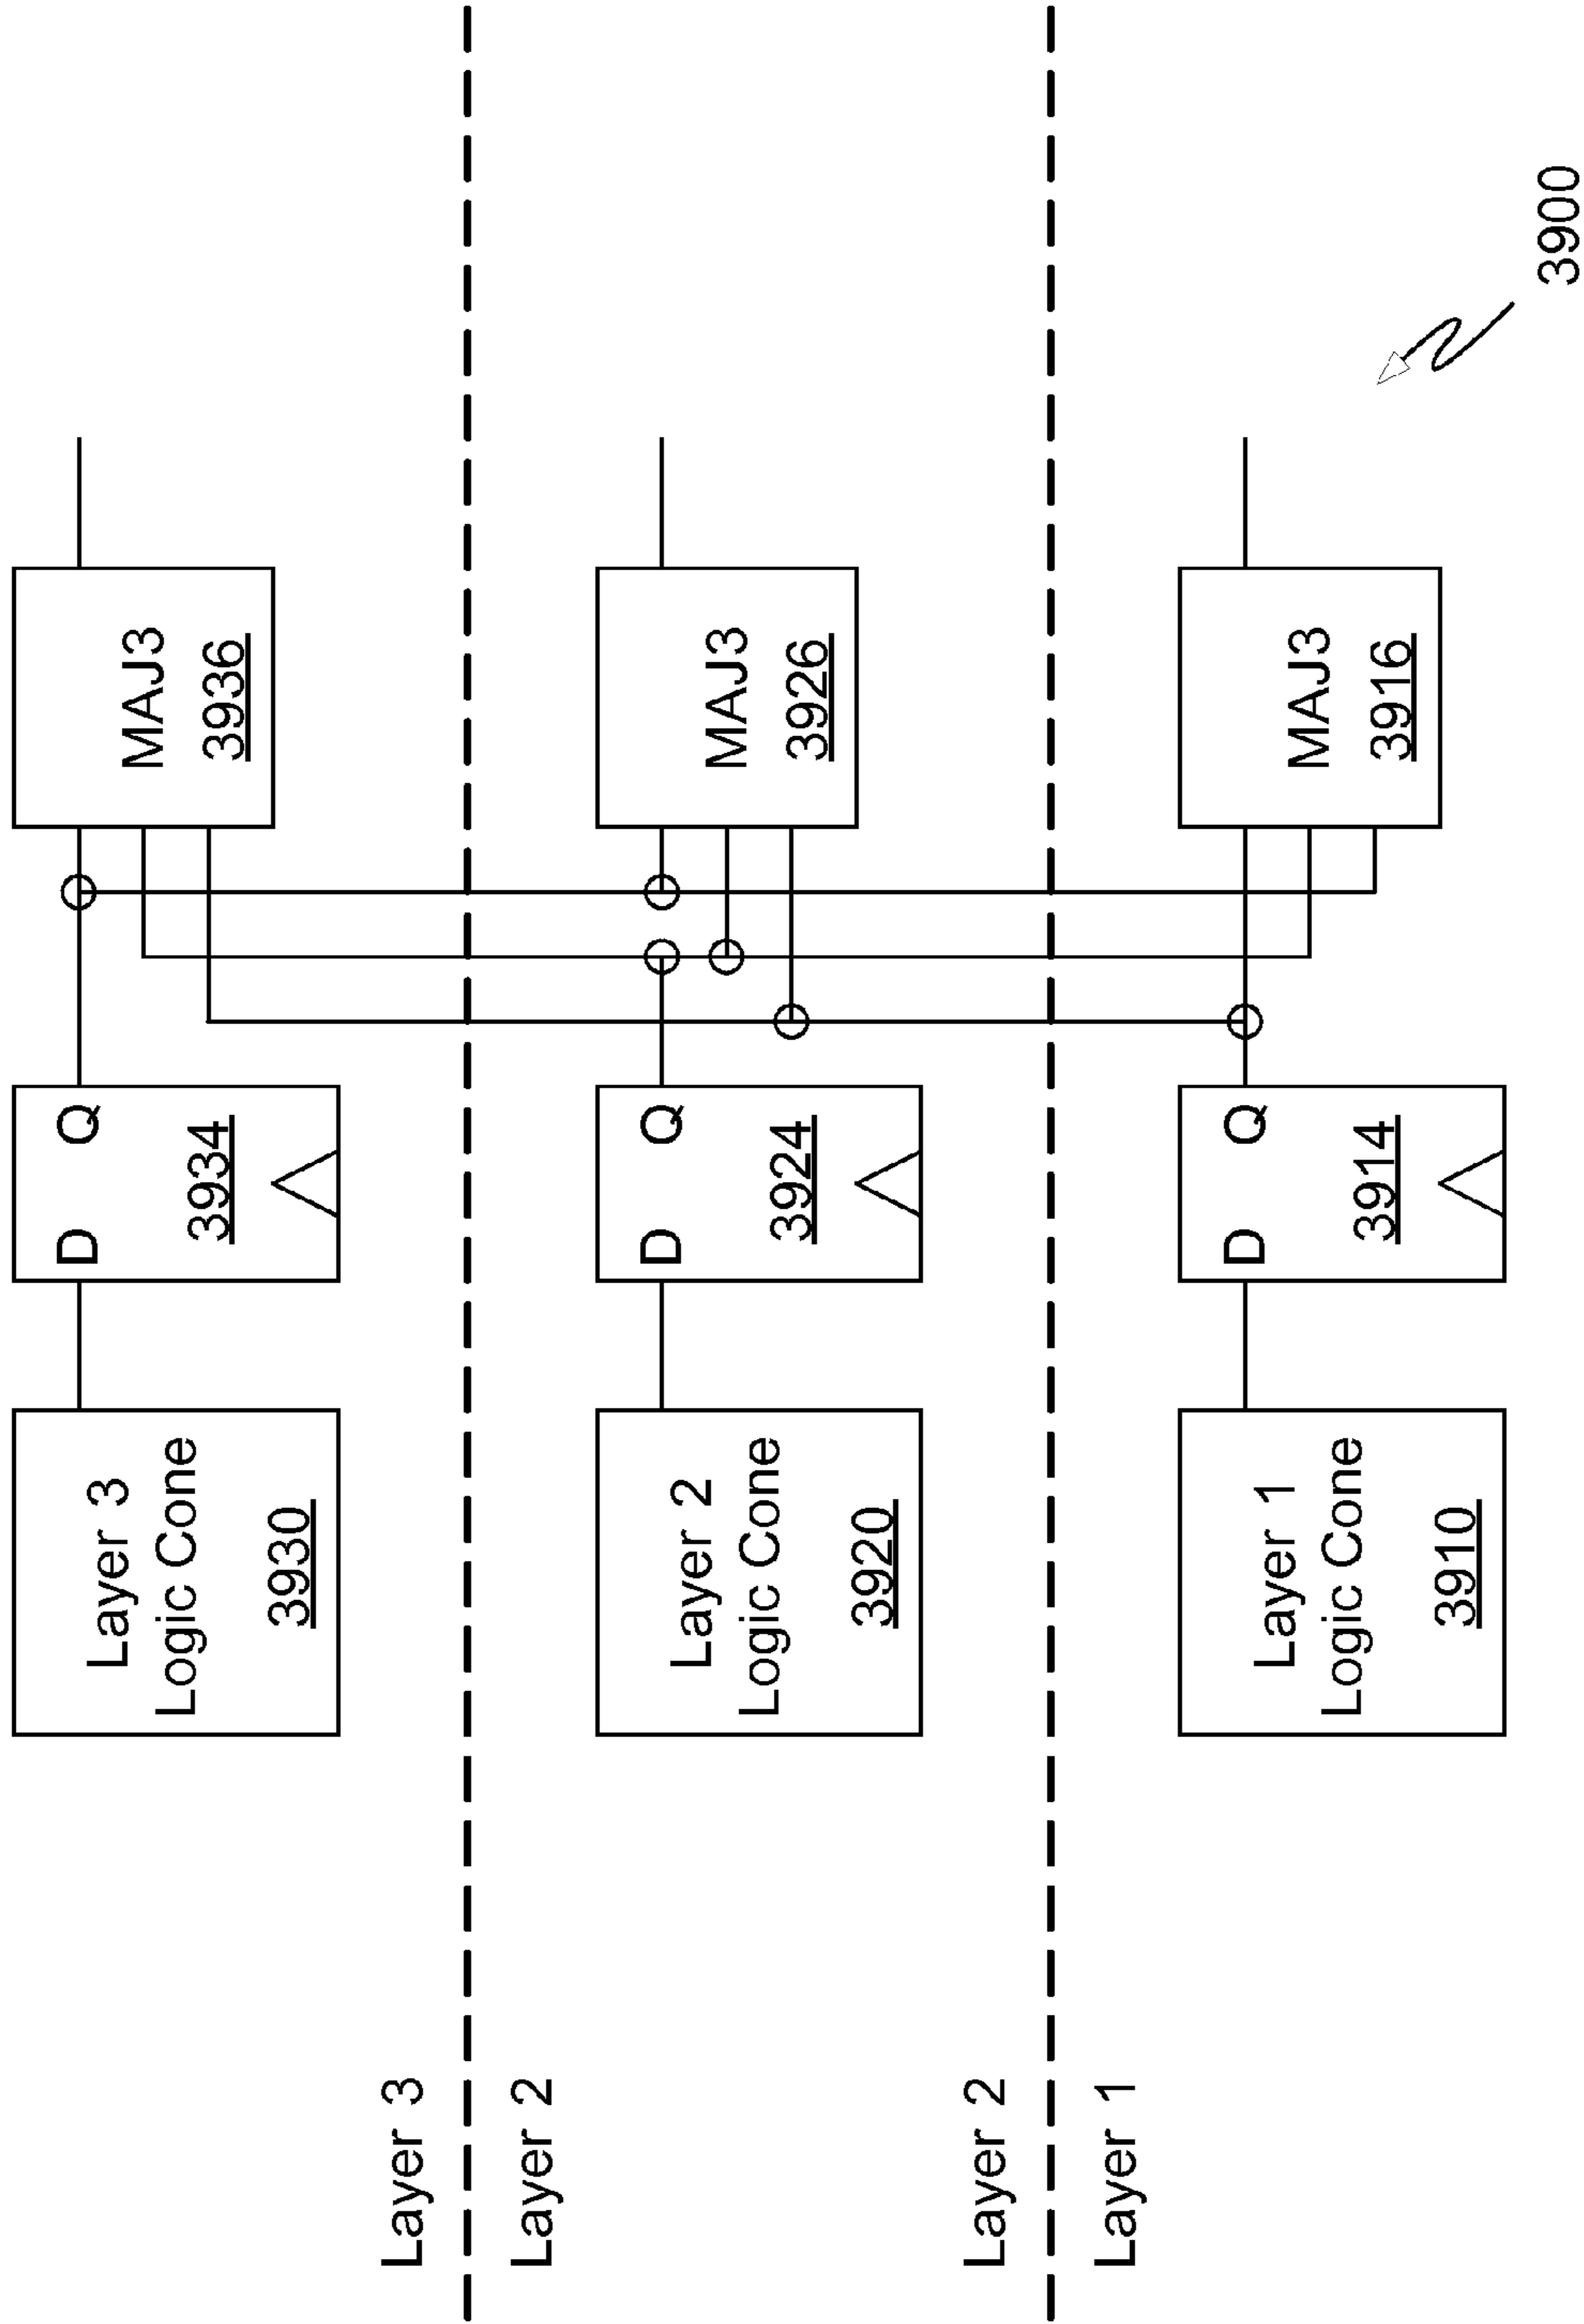 Layer 3
Logic Cone
3930
D
Q
3934
MAJ3
3936
Layer 3
Layer 2
Layer 2
Logic Cone
3920
D
Q
3924
MAJ3
3926
Layer 2
Layer 1
Layer 1
Logic Cone
3910
D
Q
3914
MAJ3
3916
3900